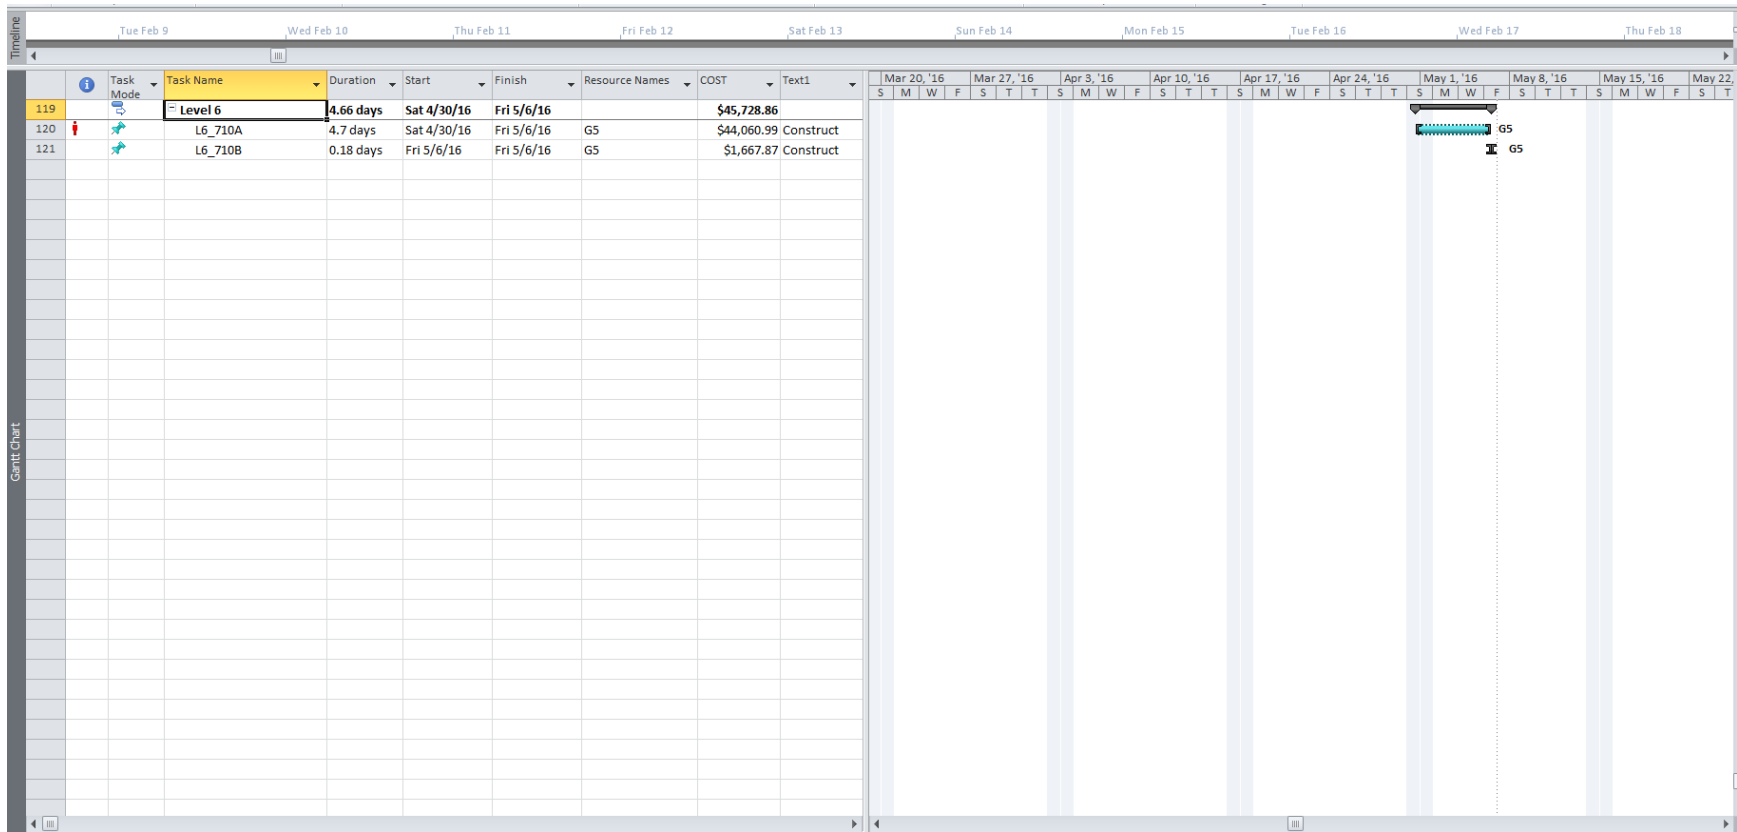 Timeline
Tue Feb 9 Wed Feb 10 Thu Feb 11 Fri Feb 12 Sat Feb 13 Sun Feb 14 Mon Feb 15 Tue Feb 16 Wed Feb 17 Thu Feb 18
Task Mode Task Name Duration Start Finish Resource Names COST Text1
119 Level 6 4.66 days Sat 4/30/16 Fri 5/6/16 $45,728.86
120 L6_710A 4.7 days Sat 4/30/16 Fri 5/6/16 G5 $44,060.99 Construct
121 L6_710B 0.18 days Fri 5/6/16 Fri 5/6/16 G5 $1,667.87 Construct
Mar 20, '16 Mar 27, '16 Apr 3, '16 Apr 10, '16 Apr 17, '16 Apr 24, '16 May 1, '16 May 8, '16 May 15, '16 May 22,
S M W F S T T S M W F S T T S M W F S T T S M W F S T T S M W F S T
G5
G5
Gantt Chart